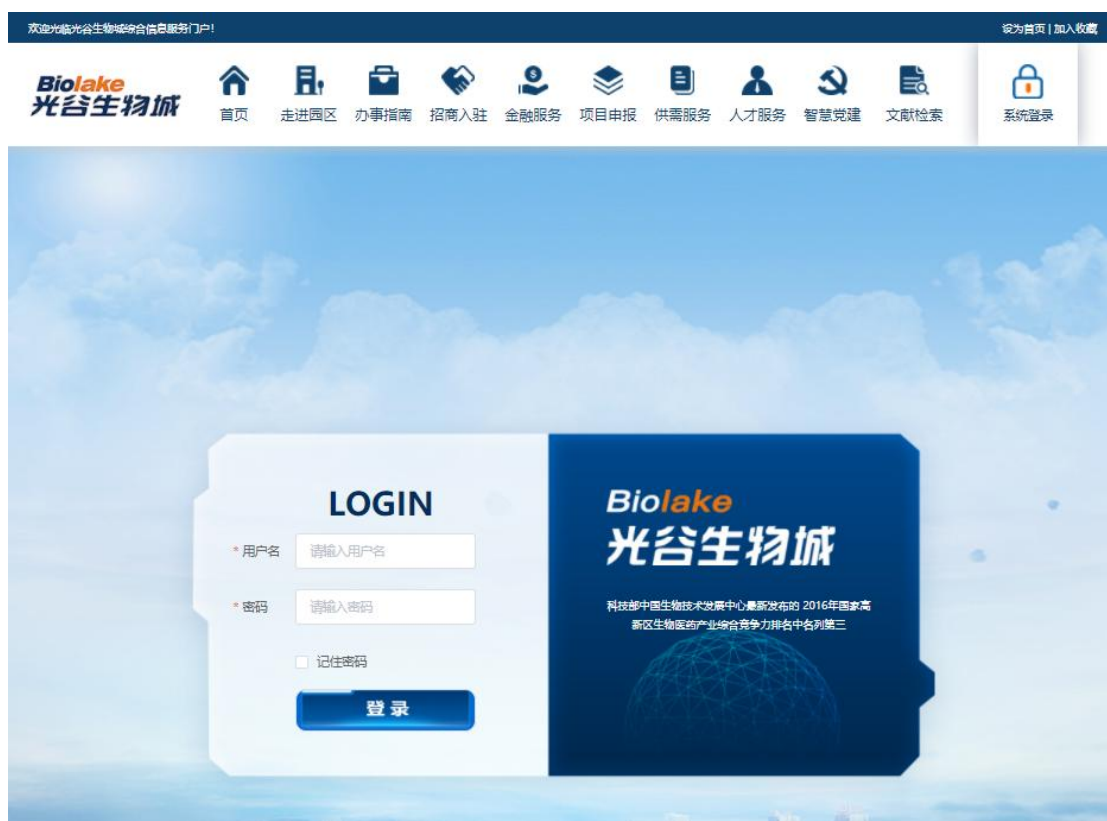 欢迎光临光谷生物城综合信息服务门户!
设为首页 | 加入收藏
Biolake
光谷生物城
首页
走进园区
办事指南
招商入驻
金融服务
项目申报
供需服务
人才服务
智慧党建
文献检索
系统登录
LOGIN
* 用户名 请输入用户名
* 密码 请输入密码
记住密码
登录
Biolake
光谷生物城
科技部中国生物技术发展中心最新发布的 2016年国家高
新区生物医药产业综合竞争力排名中名列第三